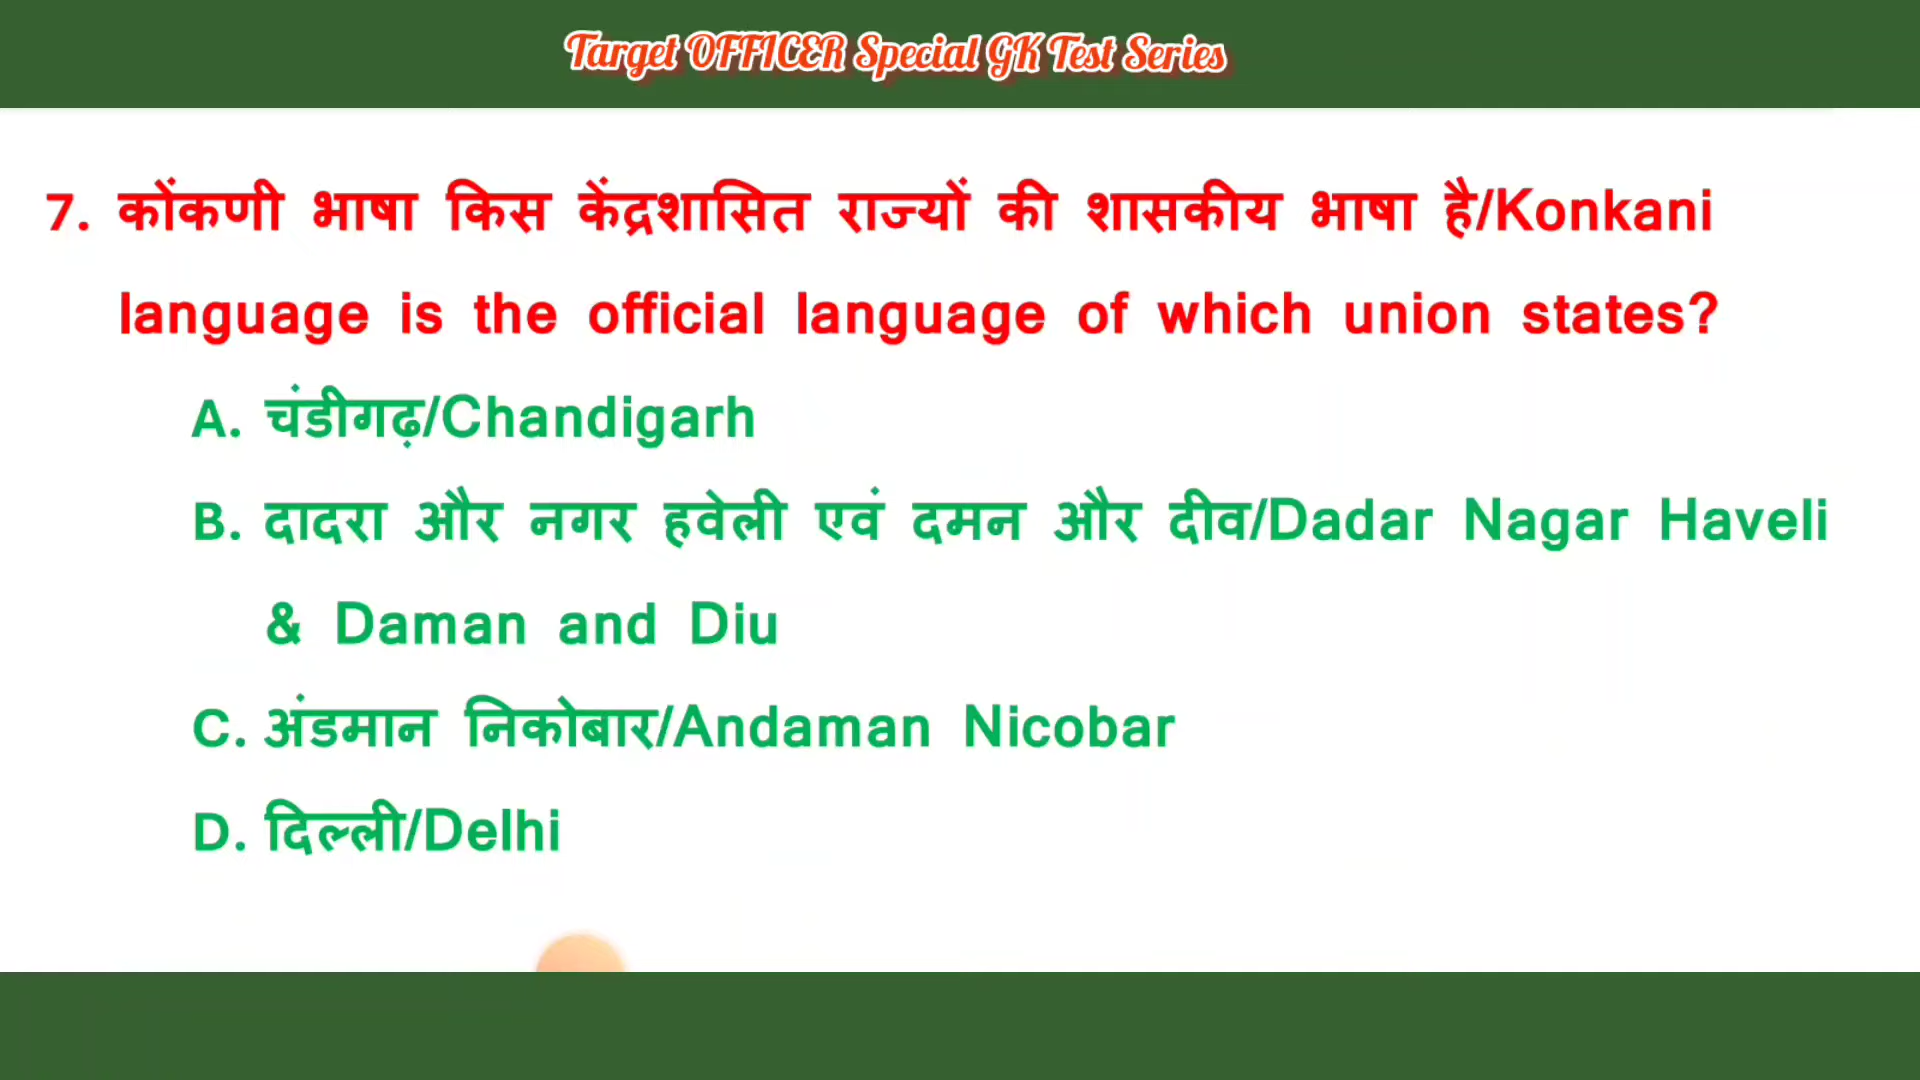 Target OFFICER Special GK Test Series
7. कोंकणी भाषा किस केंद्रशासित राज्यों की शासकीय भाषा है/Konkani
language is the official language of which union states?
A. चंडीगढ़/Chandigarh
B. दादरा और नगर हवेली एवं दमन और दीव/Dadar Nagar Haveli
& Daman and Diu
C. अंडमान निकोबार/Andaman Nicobar
D. दिल्ली/Delhi